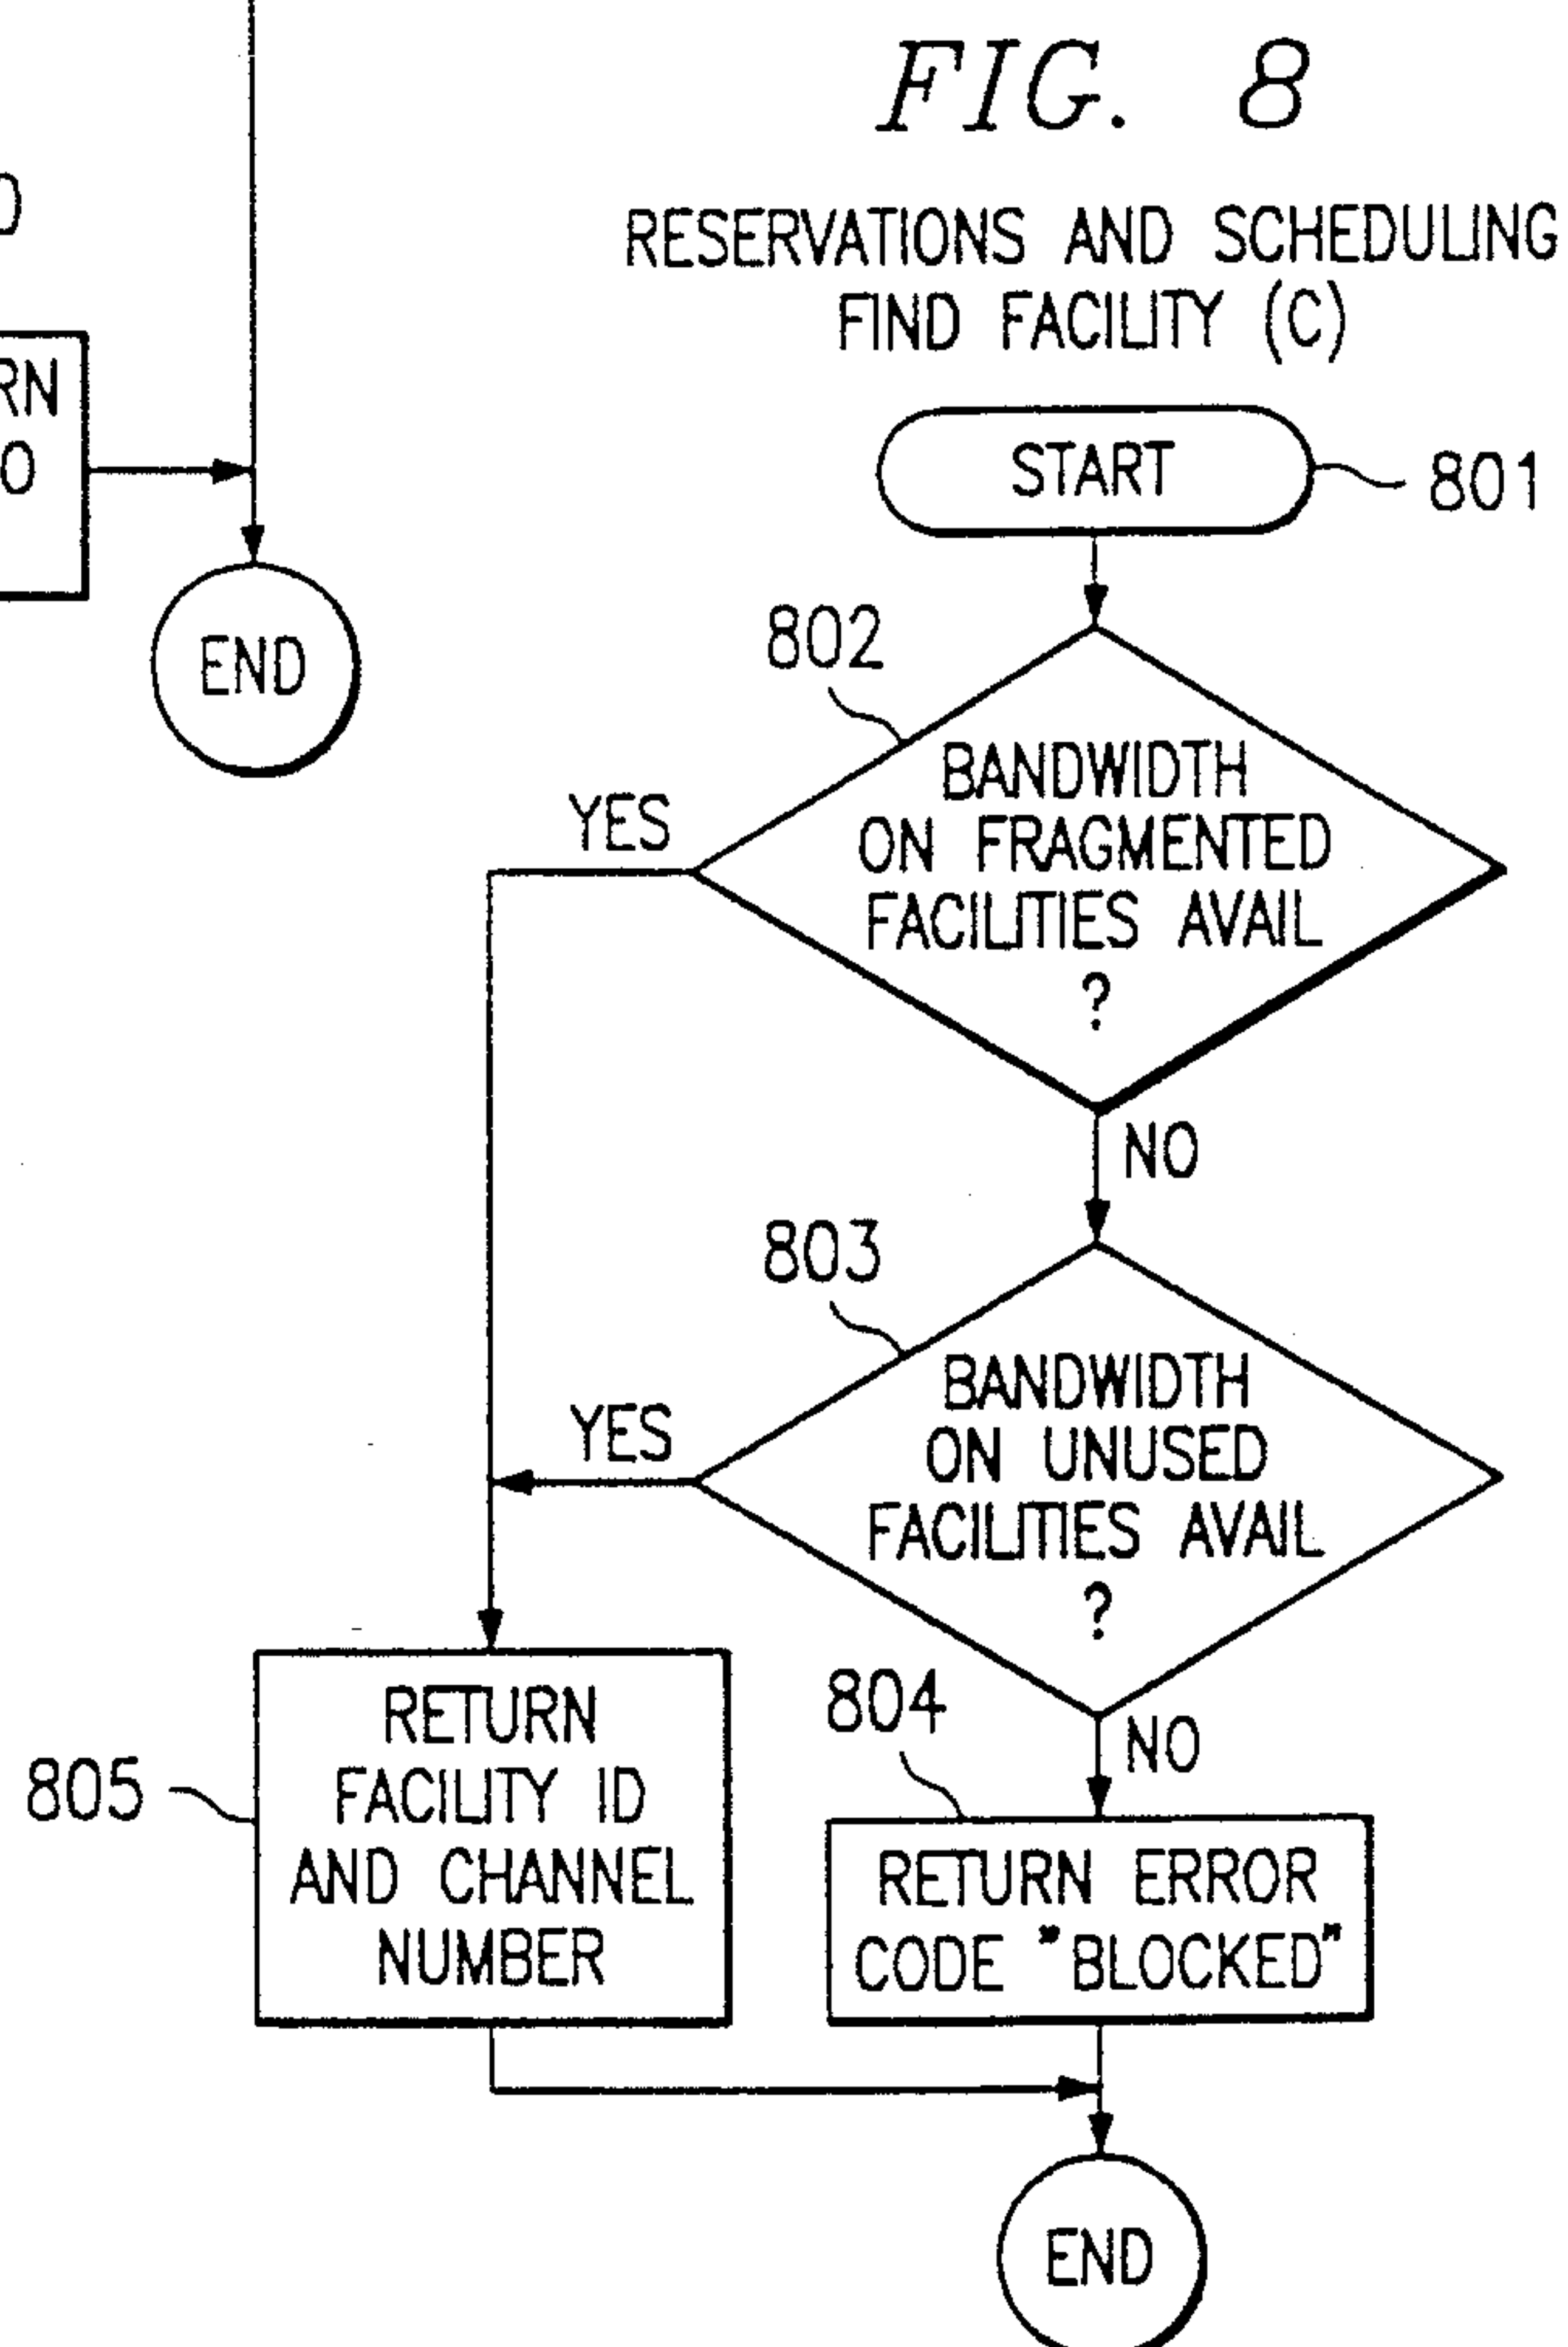 FIG. 8
RESERVATIONS AND SCHEDULING
FIND FACILITY (C)
START
801
802
BANDWIDTH
ON FRAGMENTED
FACILITIES AVAIL
?
YES
NO
803
BANDWIDTH
ON UNUSED
FACILITIES AVAIL
?
YES
NO
804
RETURN ERROR
CODE "BLOCKED"
805
RETURN
FACILITY ID
AND CHANNEL
NUMBER
END
END